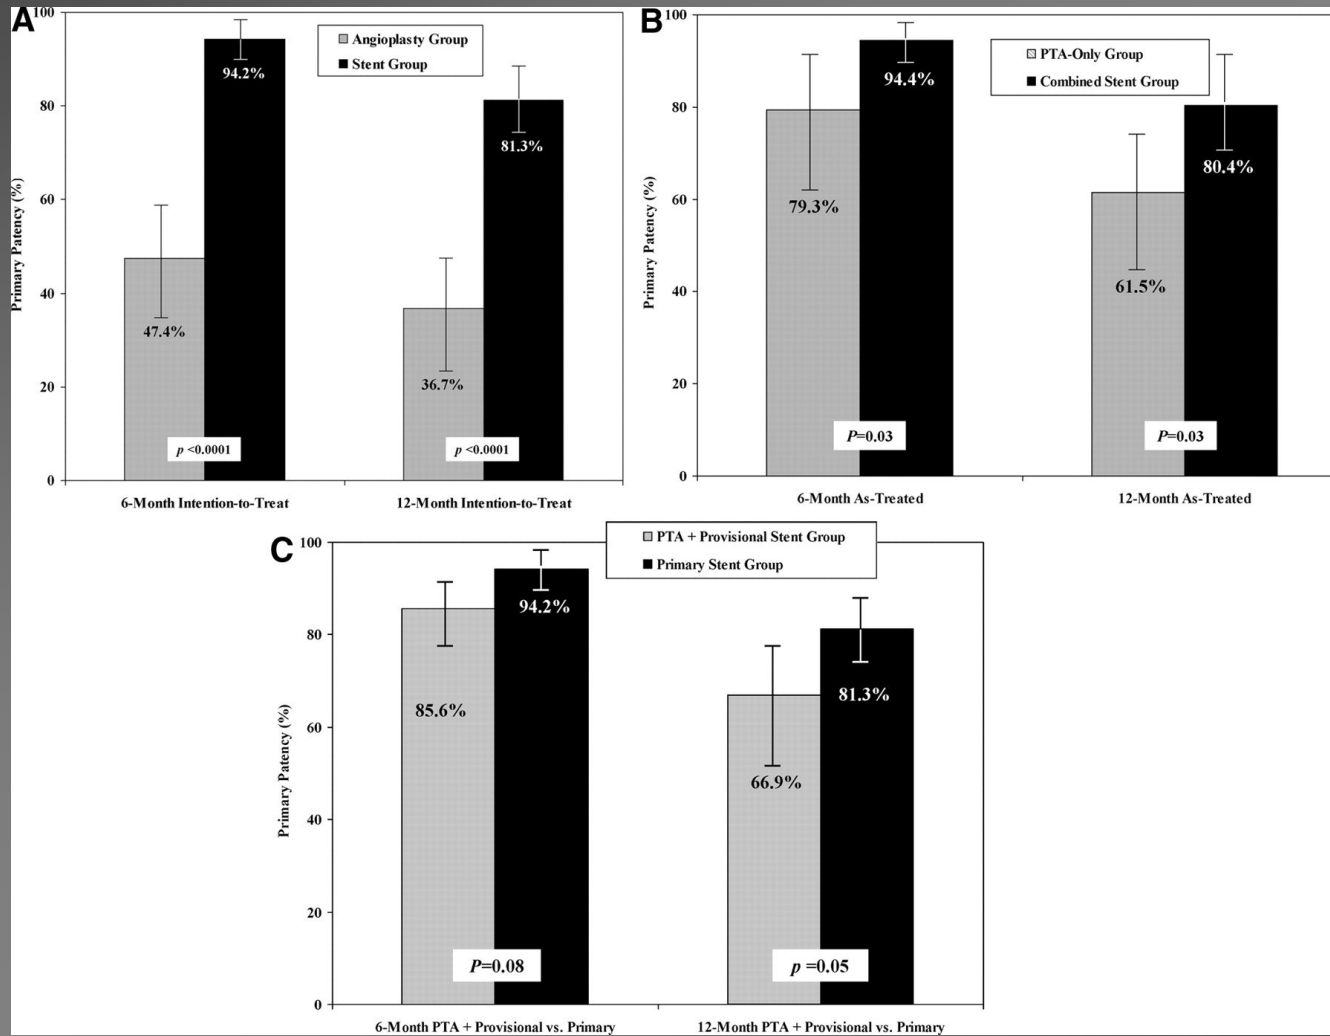 A
100
80
60
40
20
0
Primary Patency (%)
Angioplasty Group
Stent Group
94.2%
81.3%
47.4%
36.7%
p <0.0001
p <0.0001
6-Month Intention-to-Treat
12-Month Intention-to-Treat
B
100
80
60
40
20
0
Primary Patency (%)
PTA-Only Group
Combined Stent Group
94.4%
80.4%
79.3%
61.5%
P=0.03
P=0.03
6-Month As-Treated
12-Month As-Treated
C
100
80
60
40
20
0
Primary Patency (%)
PTA + Provisional Stent Group
Primary Stent Group
94.2%
81.3%
85.6%
66.9%
P=0.08
p =0.05
6-Month PTA + Provisional vs. Primary
12-Month PTA + Provisional vs. Primary